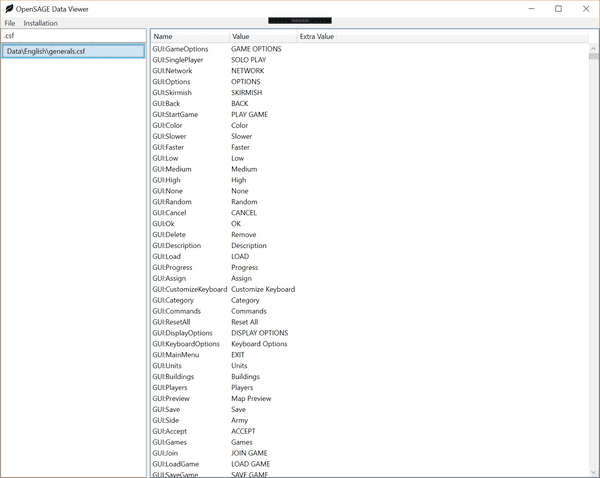 OpenSAGE Data Viewer
File Installation
.csf
Data\English\generals.csf
Name Value Extra Value
GUI:GameOptions GAME OPTIONS
GUI:SinglePlayer SOLO PLAY
GUI:Network NETWORK
GUI:Options OPTIONS
GUI:Skirmish SKIRMISH
GUI:Back BACK
GUI:StartGame PLAY GAME
GUI:Color Color
GUI:Slower Slower
GUI:Faster Faster
GUI:Low Low
GUI:Medium Medium
GUI:High High
GUI:None None
GUI:Random Random
GUI:Cancel CANCEL
GUI:Ok OK
GUI:Delete Remove
GUI:Description Description
GUI:Load LOAD
GUI:Progress Progress
GUI:Assign Assign
GUI:CustomizeKeyboard Customize Keyboard
GUI:Category Category
GUI:Commands Commands
GUI:ResetAll Reset All
GUI:DisplayOptions DISPLAY OPTIONS
GUI:KeyboardOptions Keyboard Options
GUI:MainMenu EXIT
GUI:Units Units
GUI:Buildings Buildings
GUI:Players Players
GUI:Preview Map Preview
GUI:Save Save
GUI:Side Army
GUI:Accept ACCEPT
GUI:Games Games
GUI:Join JOIN GAME
GUI:LoadGame LOAD GAME
GUI:SaveGame SAVE GAME